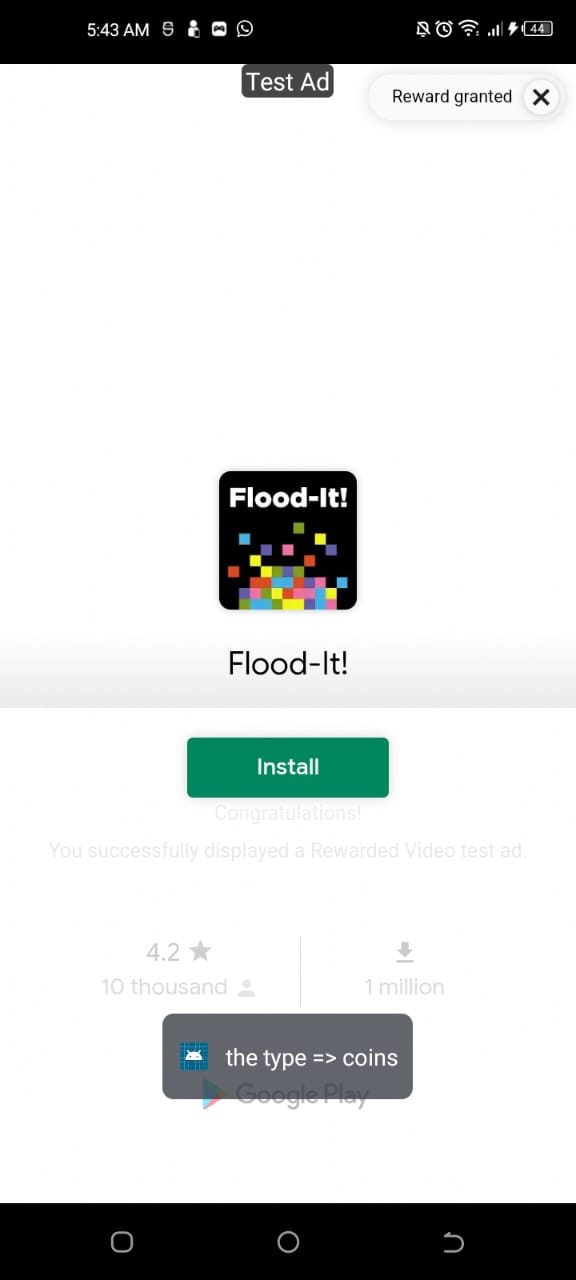 5:43 AM
44
Test Ad
Reward granted
Flood-It!
Flood-It!
Install
Congratulations!
You successfully displayed a Rewarded Video test ad.
4.2
10 thousand
1 million
the type => coins
Google Play